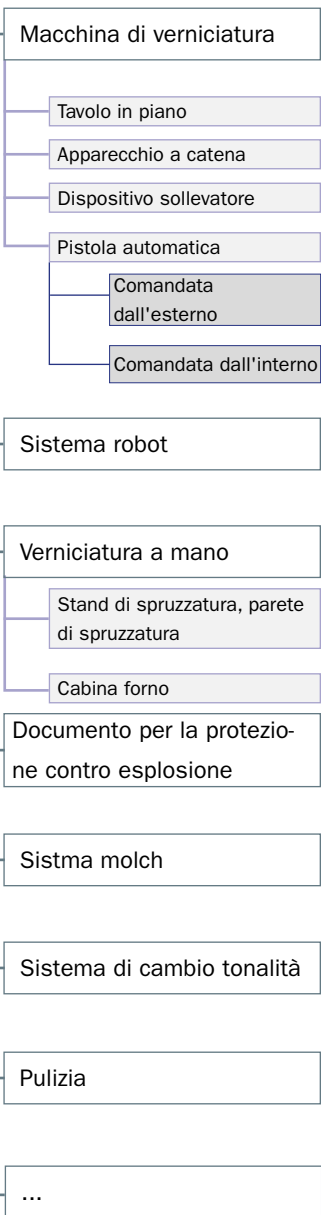 Macchina di verniciatura
Tavolo in piano
Apparecchio a catena
Dispositivo sollevatore
Pistola automatica
Comandata
dall'esterno
Comandata dall'interno
Sistema robot
Verniciatura a mano
Stand di spruzzatura, parete
di spruzzatura
Cabina forno
Documento per la protezio-
ne contro esplosione
Sistma molch
Sistema di cambio tonalità
Pulizia
...